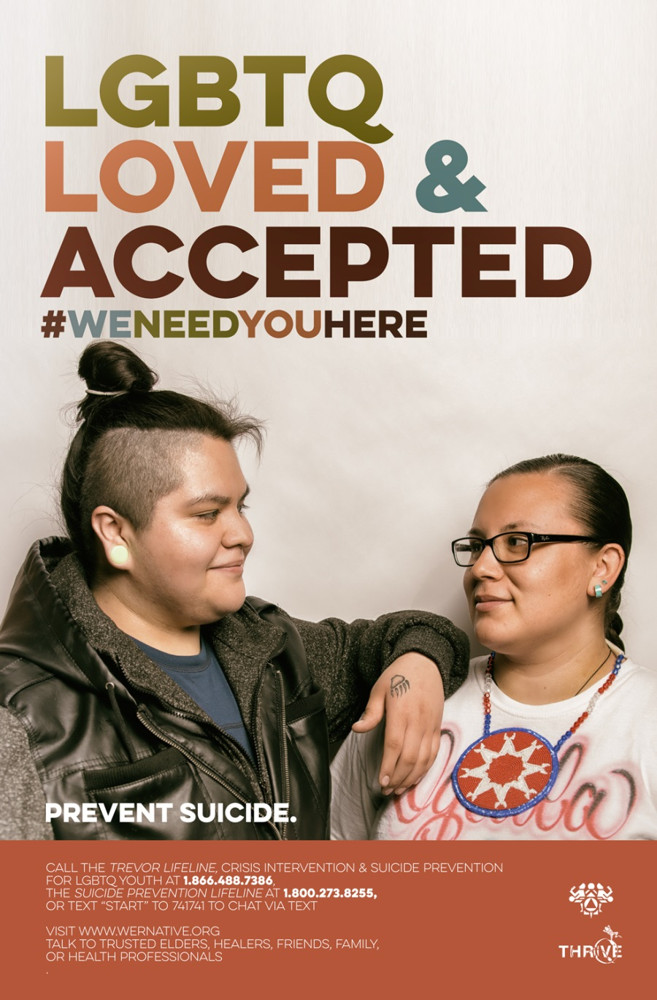 LGBTQ
LOVED &
ACCEPTED
#WENEEDYOUHERE
PREVENT SUICIDE.
CALL THE TREVOR LIFELINE, CRISIS INTERVENTION & SUICIDE PREVENTION
FOR LGBTQ YOUTH AT 1.866.488.7386,
THE SUICIDE PREVENTION LIFELINE AT 1.800.273.8255,
OR TEXT “START” TO 741741 TO CHAT VIA TEXT
VISIT WWW.WERNATIVE.ORG
TALK TO TRUSTED ELDERS, HEALERS, FRIENDS, FAMILY,
OR HEALTH PROFESSIONALS
.
THRIVE